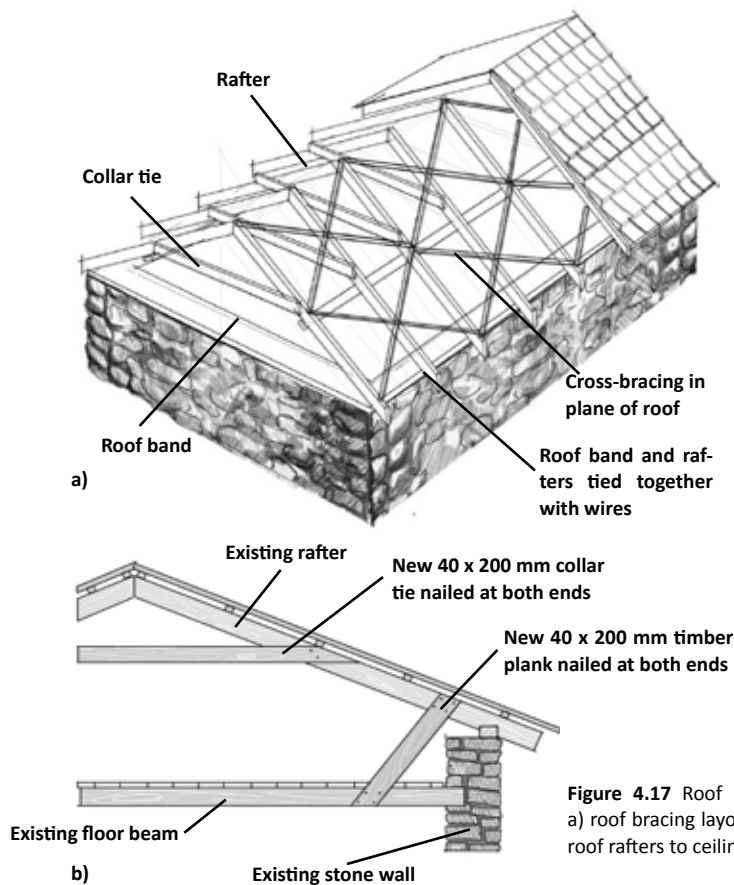 Rafter
Collar tie
Roof band
Cross-bracing in
plane of roof
Roof band and raf-
ters tied together
with wires
a)
Existing rafter
New 40 x 200 mm collar
tie nailed at both ends
New 40 x 200 mm timber
plank nailed at both ends
Existing floor beam
Existing stone wall
b)
Figure 4.17 Roof
a) roof bracing layo
roof rafters to ceilin